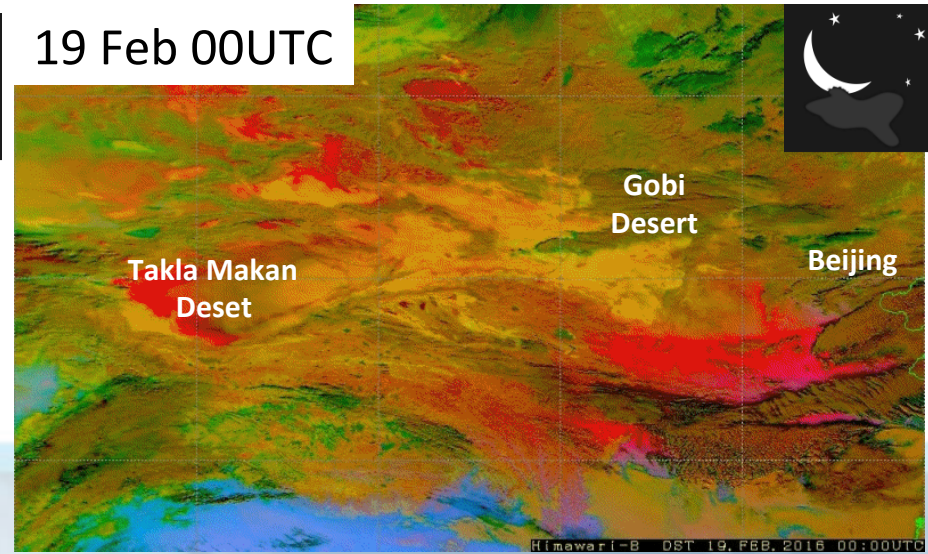 19 Feb 00UTC
Gobi
Desert
Beijing
Takla Makan
Deset
Himawari-8 DST 19.FEB.2016 00:00UTC